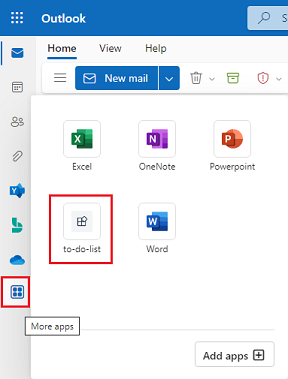 Outlook
S
Home View Help
New mail
Excel OneNote Powerpoint
to-do-list Word
More apps
Add apps